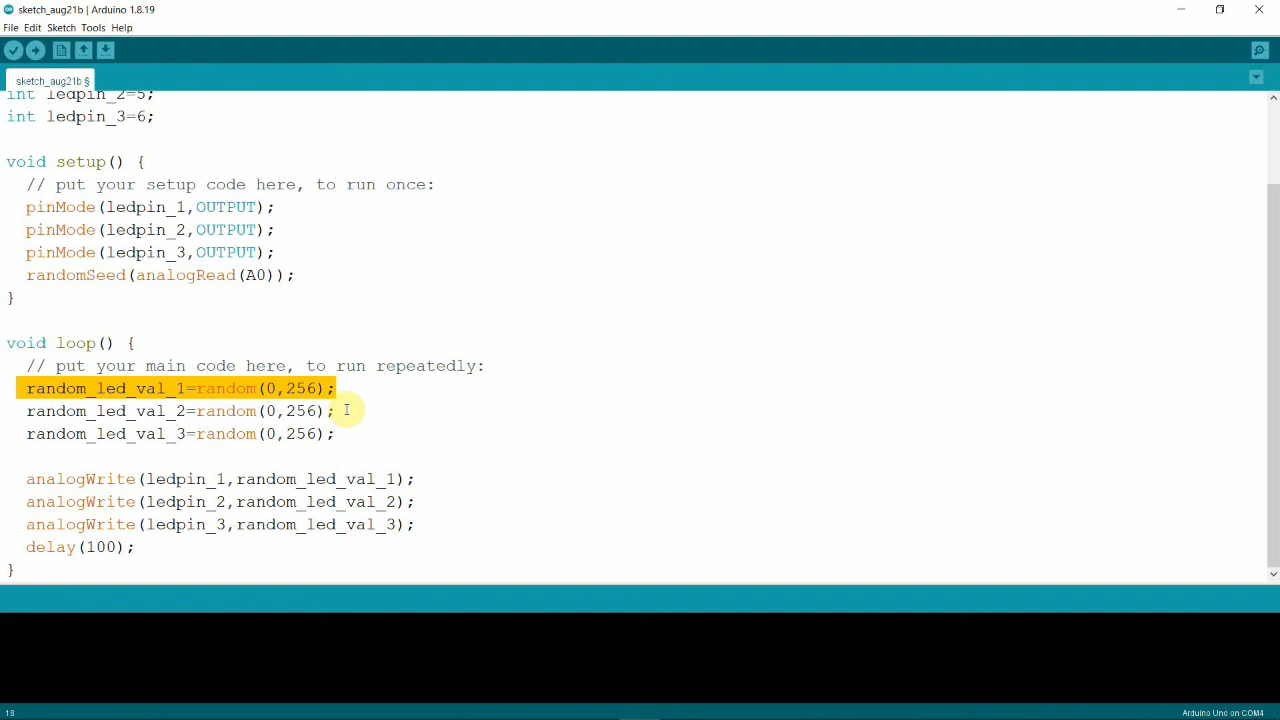 sketch_aug21b | Arduino 1.8.19
File Edit Sketch Tools Help
sketch_aug21b §
int ledpin_2=5;
int ledpin_3=6;
void setup() {
// put your setup code here, to run once:
pinMode(ledpin_1,OUTPUT);
pinMode(ledpin_2,OUTPUT);
pinMode(ledpin_3,OUTPUT);
randomSeed(analogRead(A0));
}
void loop() {
// put your main code here, to run repeatedly:
random_led_val_1=random(0,256);
random_led_val_2=random(0,256);
random_led_val_3=random(0,256);
analogWrite(ledpin_1,random_led_val_1);
analogWrite(ledpin_2,random_led_val_2);
analogWrite(ledpin_3,random_led_val_3);
delay(100);
}
18
Arduino Uno on COM4